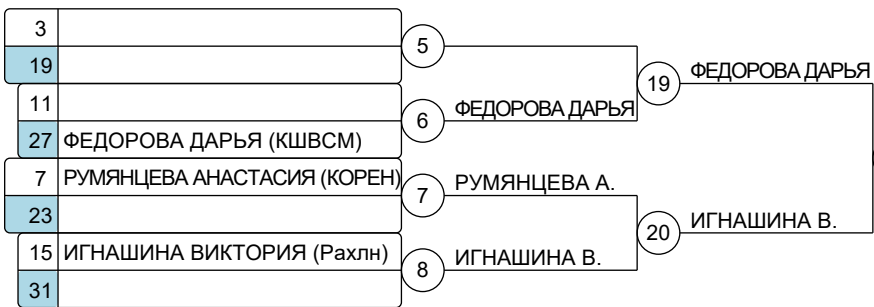 3
19
5
11
27 ФЕДОРОВА ДАРЬЯ (КШВСМ)
6 ФЕДОРОВА ДАРЬЯ
19 ФЕДОРОВА ДАРЬЯ
7 РУМЯНЦЕВА АНАСТАСИЯ (КОРЕН)
23
7 РУМЯНЦЕВА А.
15 ИГНАШИНА ВИКТОРИЯ (Рахлн)
31
8 ИГНАШИНА В.
20 ИГНАШИНА В.